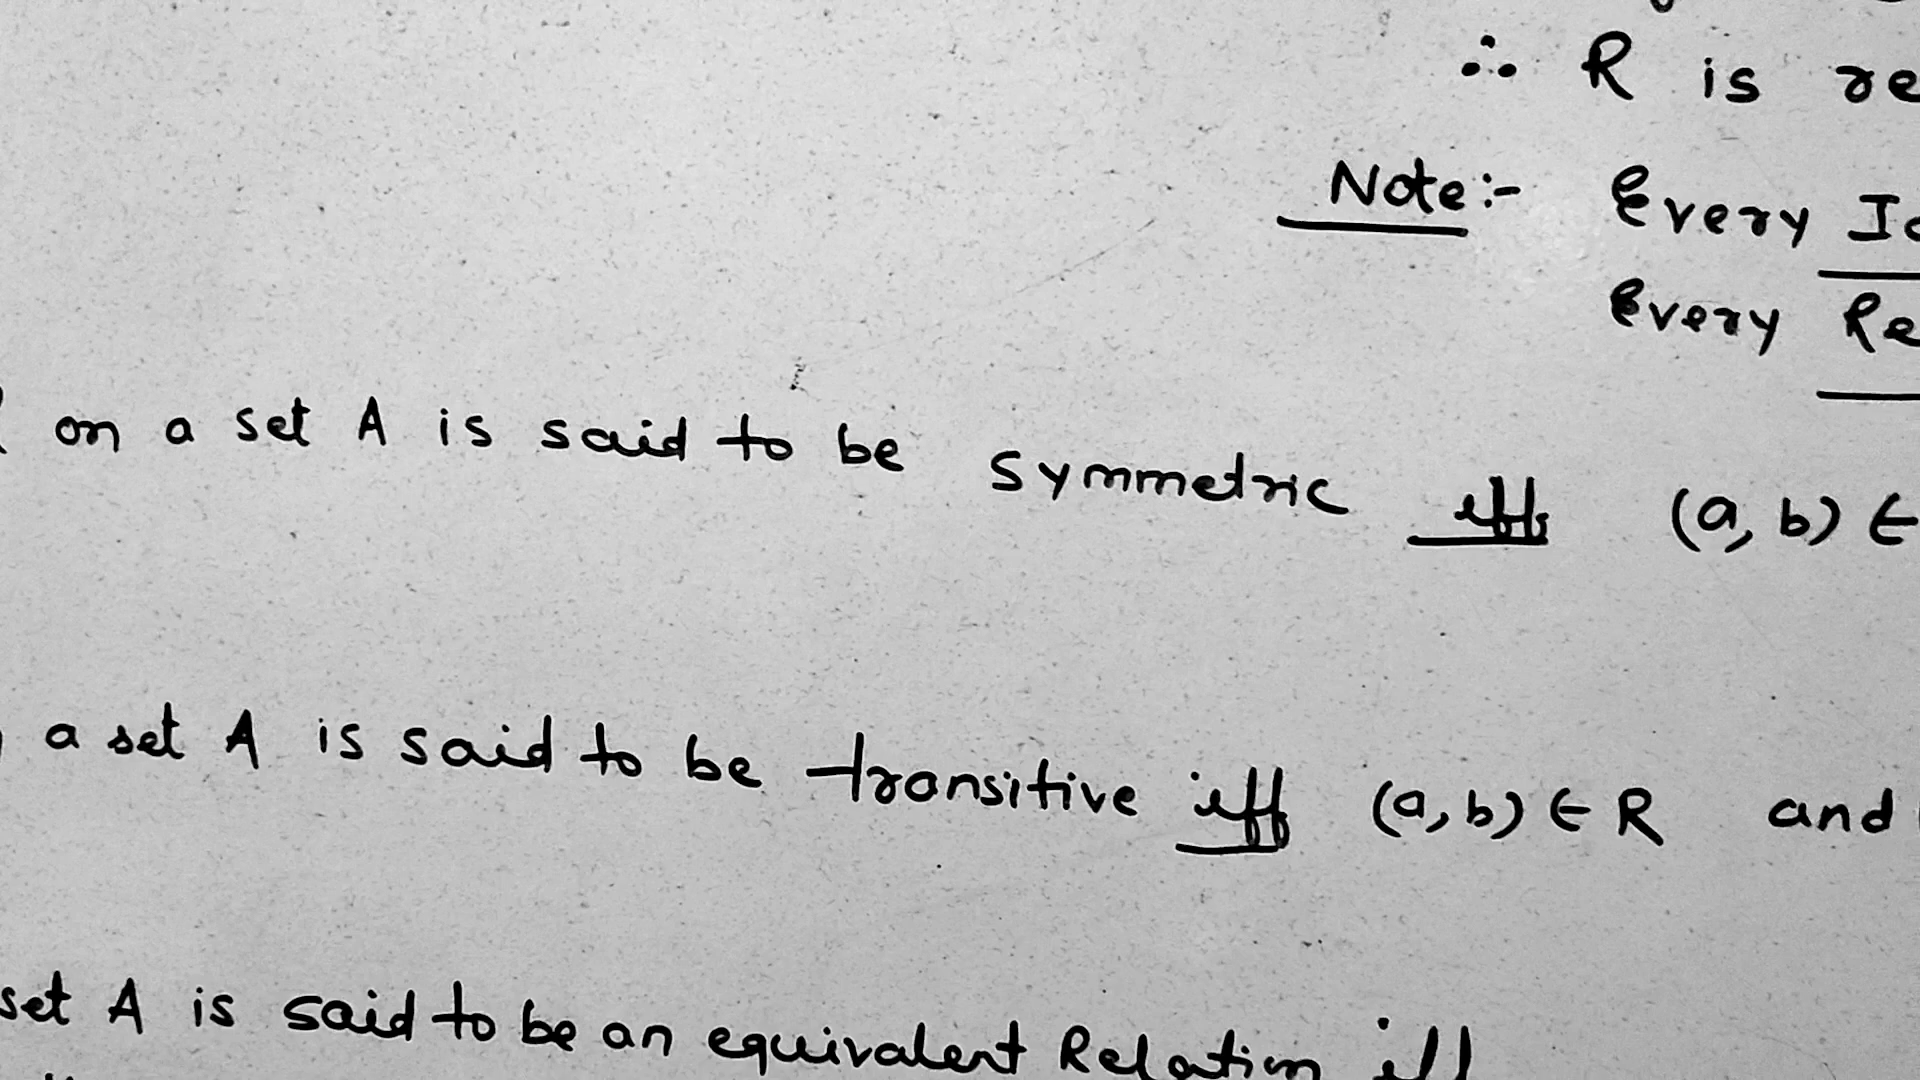 ∴ R is re
Note:- Every Id
Every Re
on a set A is said to be symmetric iff (a, b) ∈
a set A is said to be transitive iff (a, b) ∈ R and
set A is said to be an equivalent Relation iff